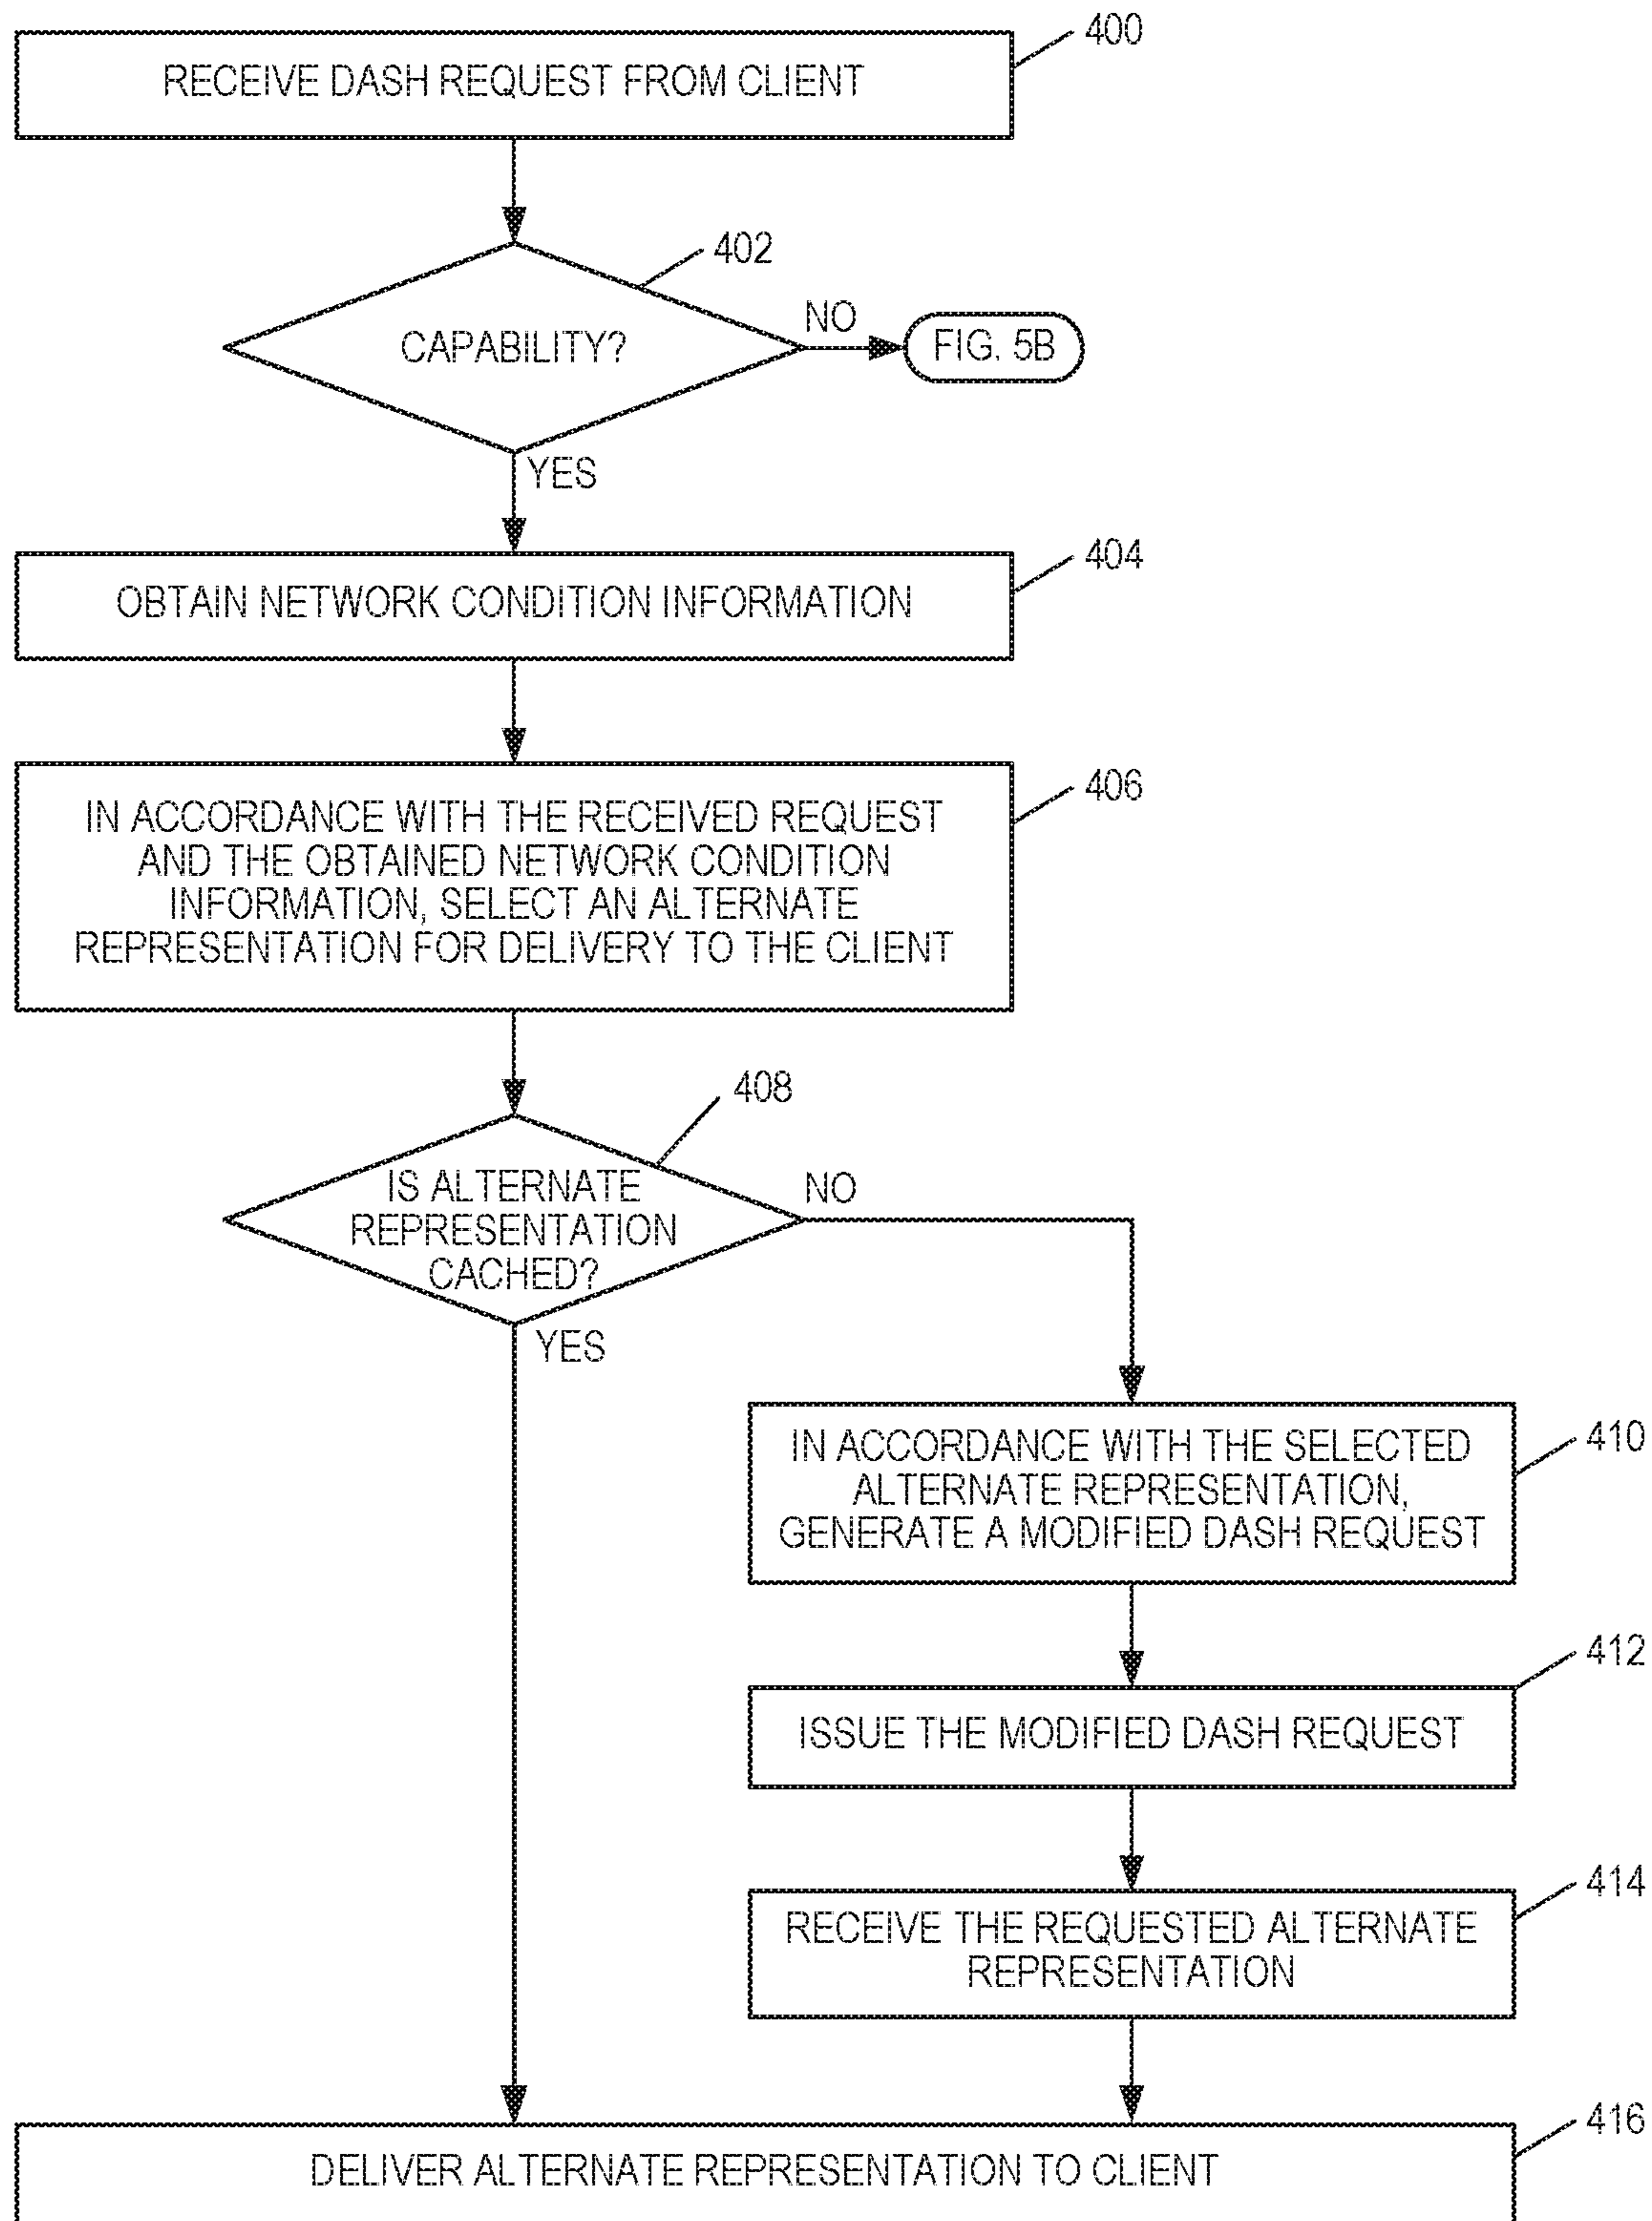 400
RECEIVE DASH REQUEST FROM CLIENT
402
CAPABILITY?
NO
FIG. 5B
YES
404
OBTAIN NETWORK CONDITION INFORMATION
406
IN ACCORDANCE WITH THE RECEIVED REQUEST
AND THE OBTAINED NETWORK CONDITION
INFORMATION, SELECT AN ALTERNATE
REPRESENTATION FOR DELIVERY TO THE CLIENT
408
IS ALTERNATE
REPRESENTATION
CACHED?
NO
YES
410
IN ACCORDANCE WITH THE SELECTED
ALTERNATE REPRESENTATION,
GENERATE A MODIFIED DASH REQUEST
412
ISSUE THE MODIFIED DASH REQUEST
414
RECEIVE THE REQUESTED ALTERNATE
REPRESENTATION
416
DELIVER ALTERNATE REPRESENTATION TO CLIENT